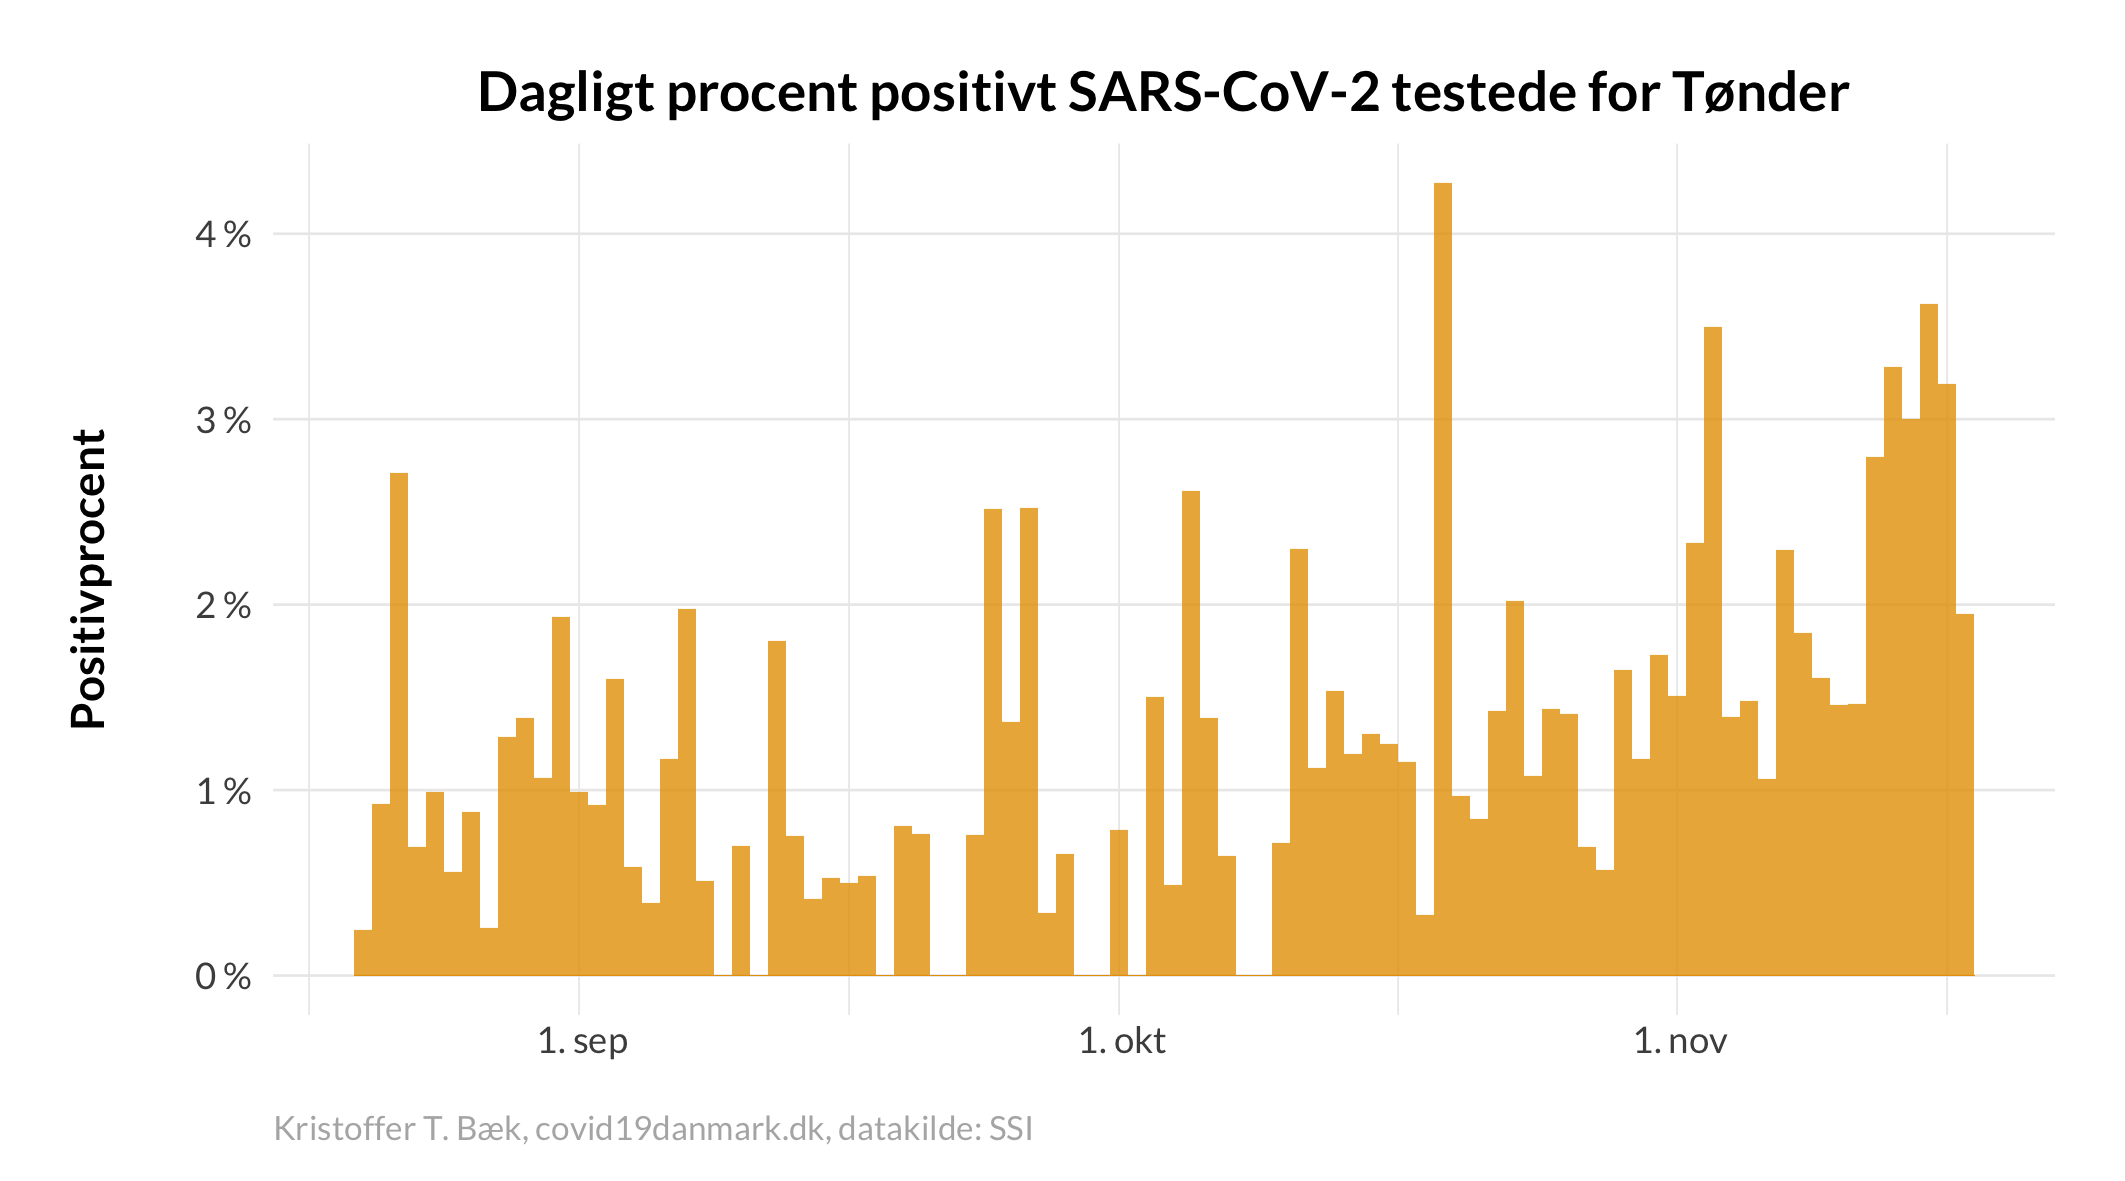 Dagligt procent positivt SARS-CoV-2 testede for Tønder
Positivprocent
4 %
3 %
2 %
1 %
0 %
1. sep
1. okt
1. nov
Kristoffer T. Bæk, covid19danmark.dk, datakilde: SSI